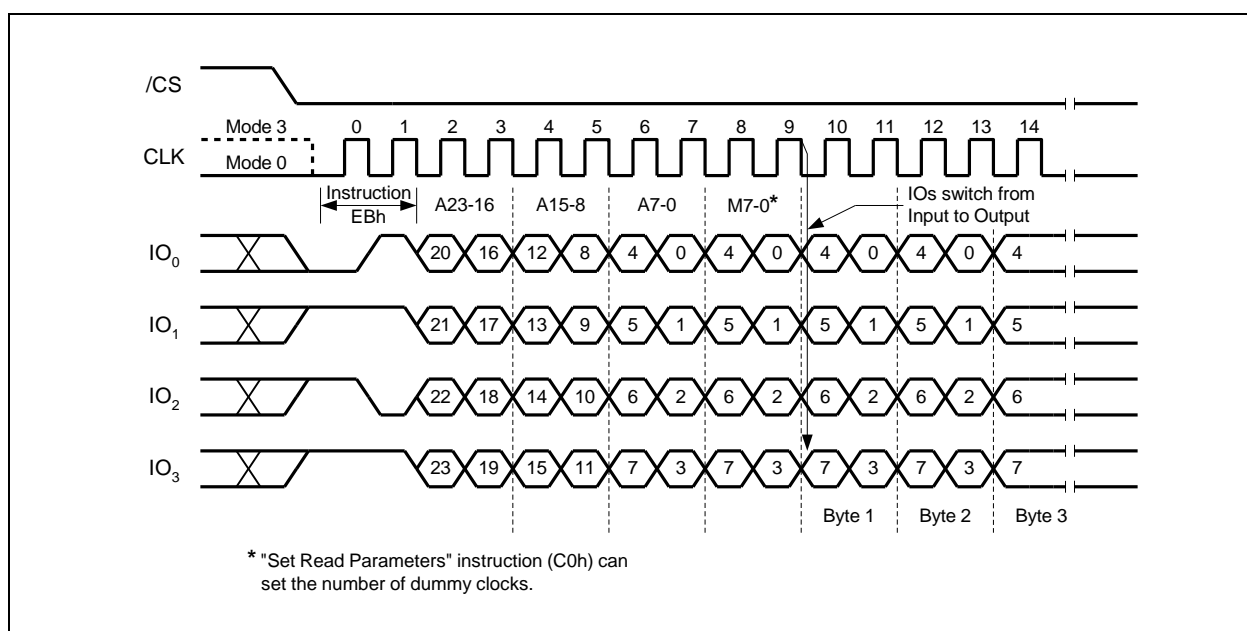 /CS
Mode 3 0 1 2 3 4 5 6 7 8 9 10 11 12 13 14
CLK
Mode 0
Instruction
EBh
A23-16 A15-8 A7-0 M7-0*
IOs switch from
Input to Output
IO0 20 16 12 8 4 0 4 0 4 0 4 0 4
IO1 21 17 13 9 5 1 5 1 5 1 5 1 5
IO2 22 18 14 10 6 2 6 2 6 2 6 2 6
IO3 23 19 15 11 7 3 7 3 7 3 7 3 7
Byte 1 Byte 2 Byte 3
* "Set Read Parameters" instruction (C0h) can
set the number of dummy clocks.